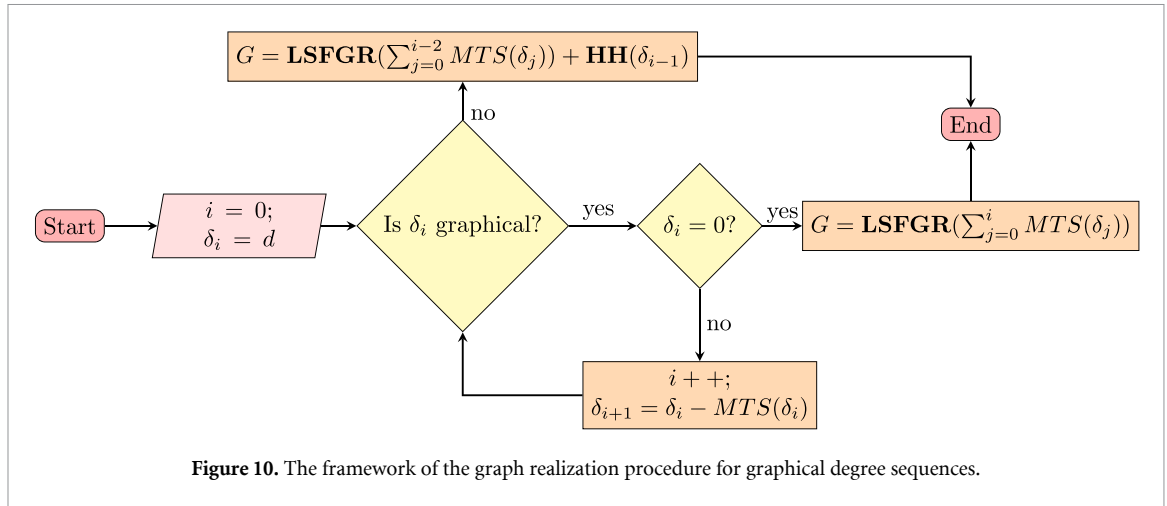 G = LSFGR(∑_{j=0}^{i−2} MTS(δ_j)) + HH(δ_{i−1})
no
End
Start
i = 0;
δ_i = d
Is δ_i graphical?
yes
δ_i = 0?
yes
G = LSFGR(∑_{j=0}^{i} MTS(δ_j))
no
i + +;
δ_{i+1} = δ_i − MTS(δ_i)
Figure 10. The framework of the graph realization procedure for graphical degree sequences.